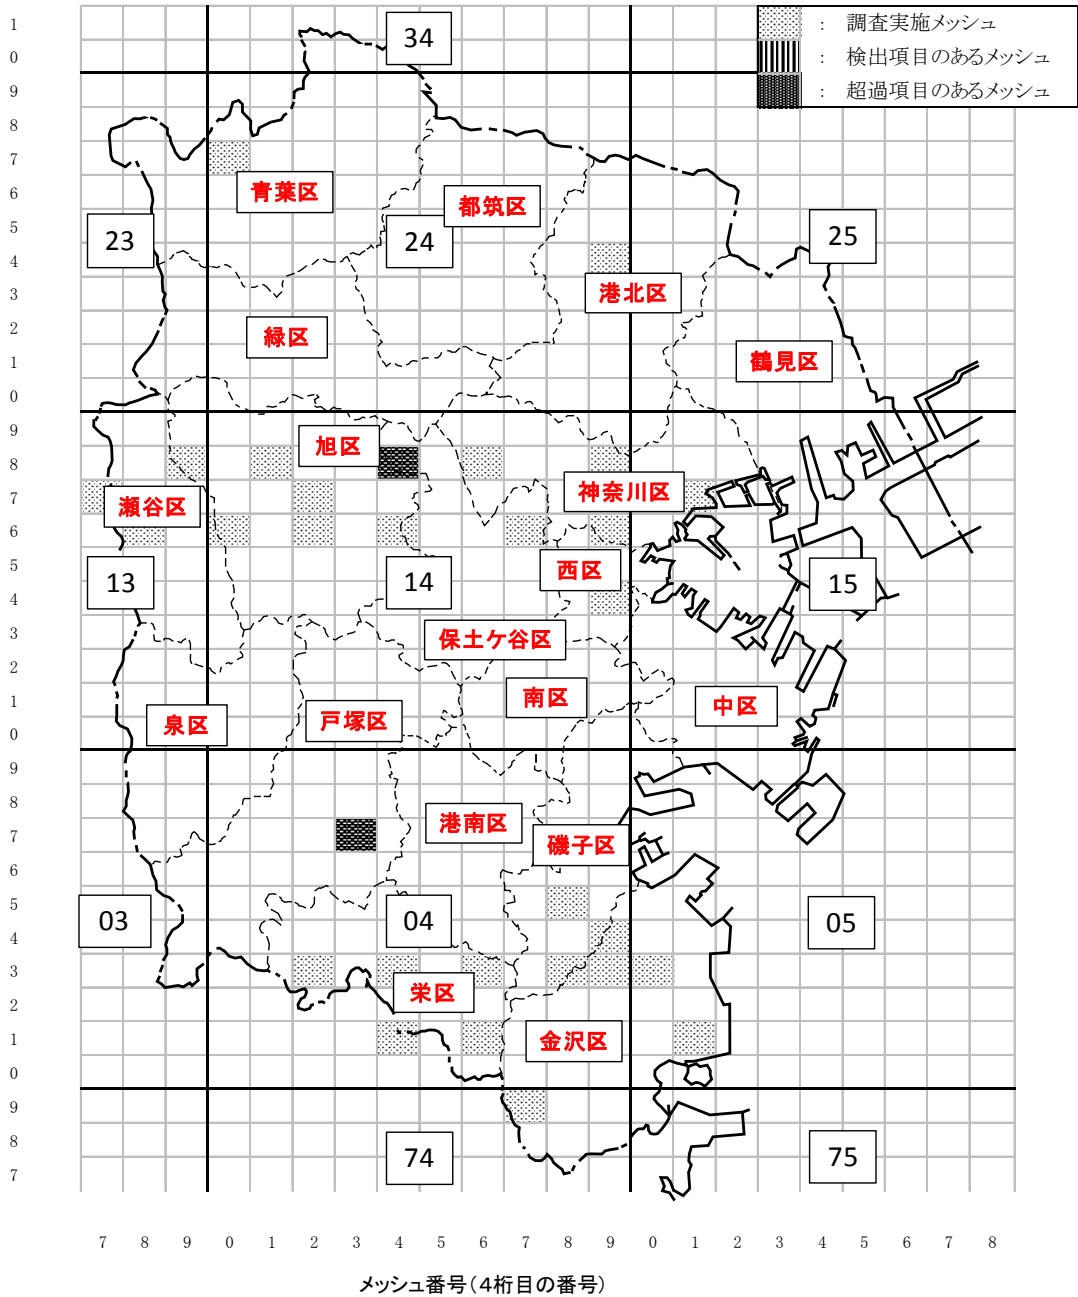 : 調査実施メッシュ
: 検出項目のあるメッシュ
: 超過項目のあるメッシュ
1
34
0
9
8
7
青葉区
6
都筑区
5
23
24
25
4
港北区
3
緑区
2
鶴見区
1
0
9
旭区
8
神奈川区
7
瀬谷区
6
西区
5
13
14
15
4
保土ケ谷区
3
2
南区
中区
1
泉区
戸塚区
0
9
8
港南区
7
磯子区
6
5
03
04
05
4
3
栄区
2
金沢区
1
0
9
8
74
75
7
7 8 9 0 1 2 3 4 5 6 7 8 9 0 1 2 3 4 5 6 7 8
メッシュ番号(4桁目の番号)